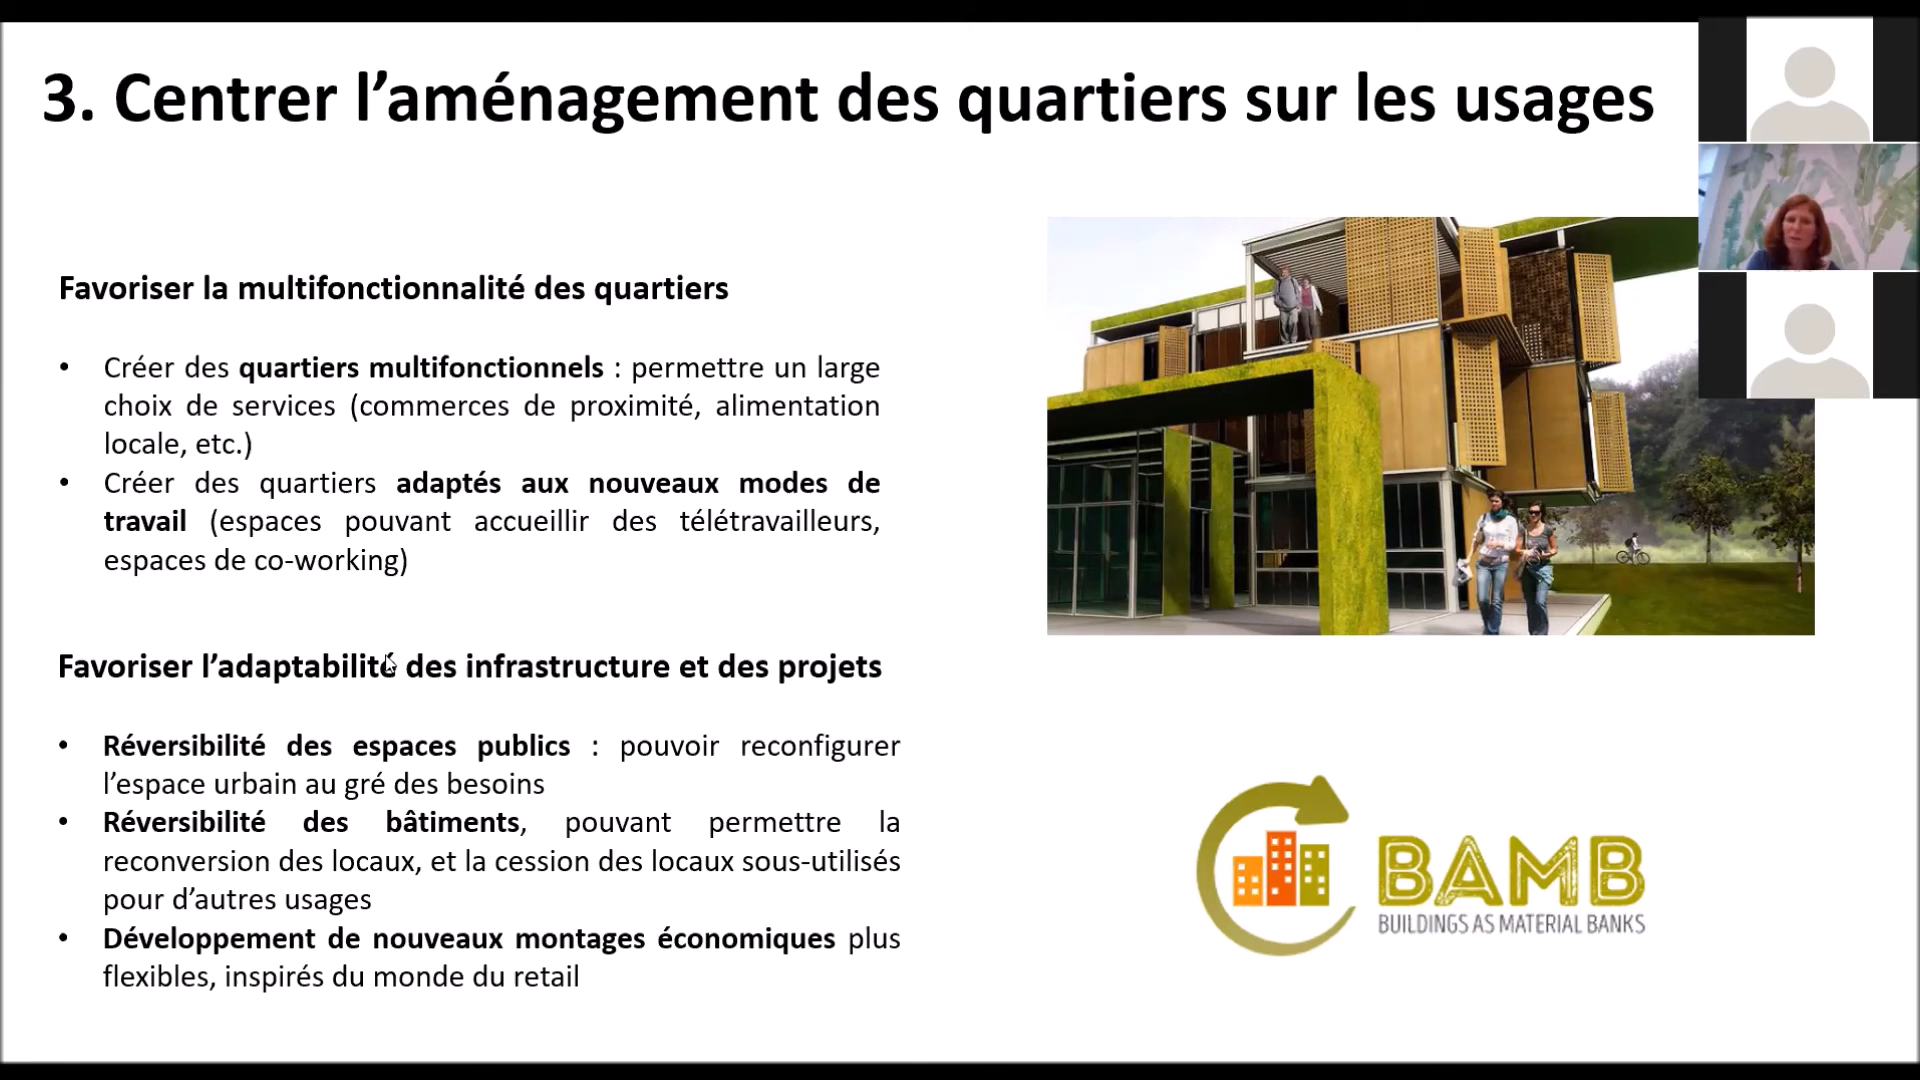 3. Centrer l’aménagement des quartiers sur les usages
Favoriser la multifonctionnalité des quartiers
• Créer des quartiers multifonctionnels : permettre un large
choix de services (commerces de proximité, alimentation
locale, etc.)
• Créer des quartiers adaptés aux nouveaux modes de
travail (espaces pouvant accueillir des télétravailleurs,
espaces de co-working)
Favoriser l’adaptabilité des infrastructure et des projets
• Réversibilité des espaces publics : pouvoir reconfigurer
l’espace urbain au gré des besoins
• Réversibilité des bâtiments, pouvant permettre la
reconversion des locaux, et la cession des locaux sous-utilisés
pour d’autres usages
• Développement de nouveaux montages économiques plus
flexibles, inspirés du monde du retail
BAMB
BUILDINGS AS MATERIAL BANKS